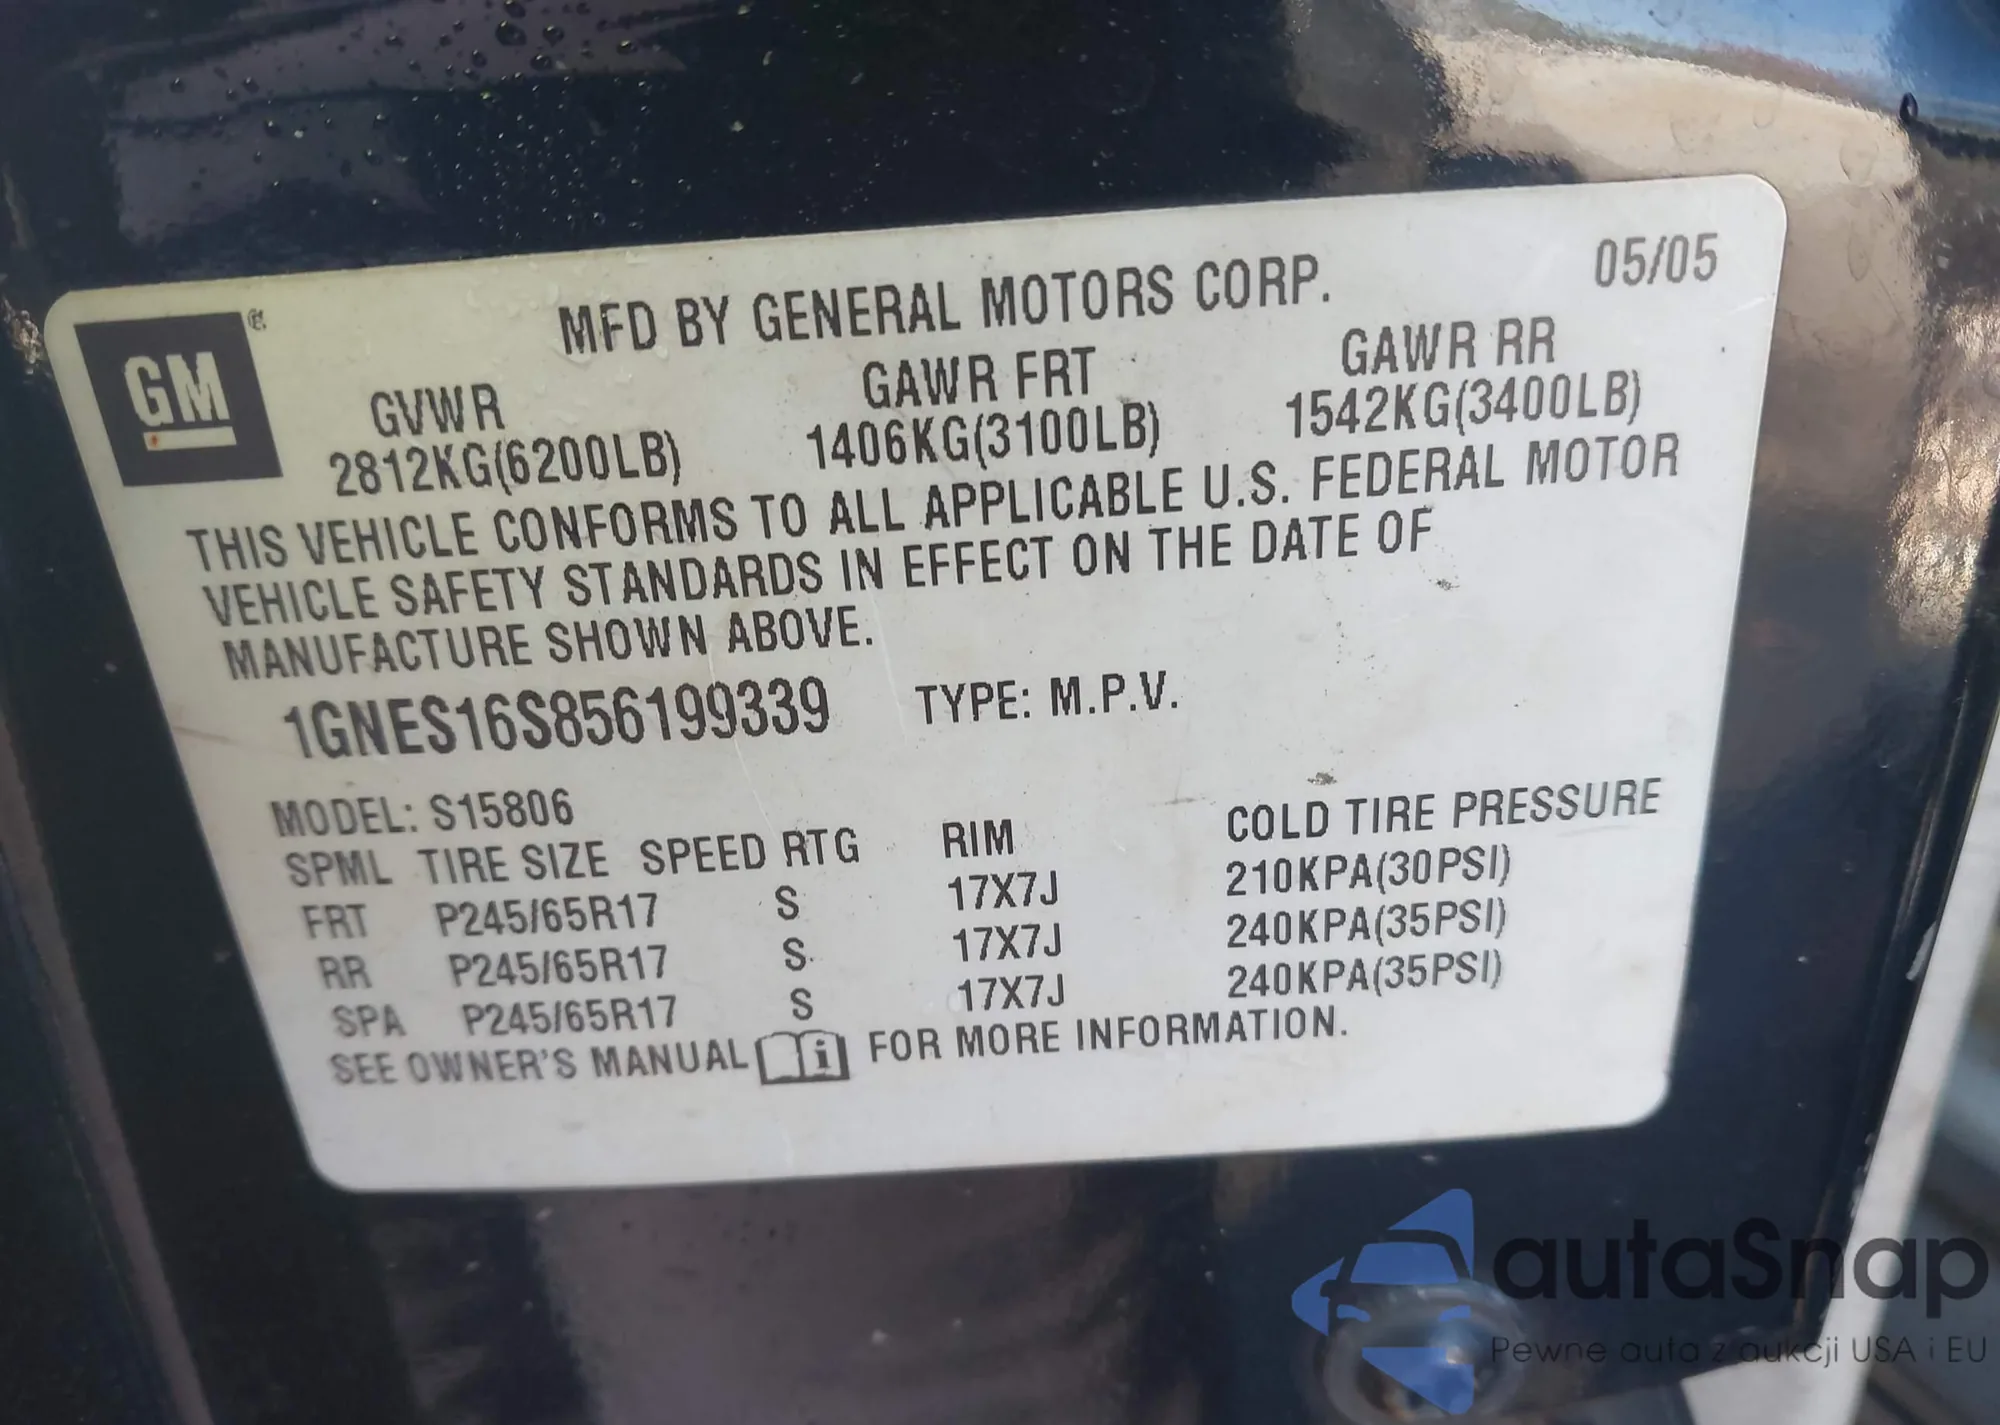 05/05
GM
MFD BY GENERAL MOTORS CORP.
GVWR GAWR FRT GAWR RR
2812KG(6200LB) 1406KG(3100LB) 1542KG(3400LB)
THIS VEHICLE CONFORMS TO ALL APPLICABLE U.S. FEDERAL MOTOR
VEHICLE SAFETY STANDARDS IN EFFECT ON THE DATE OF
MANUFACTURE SHOWN ABOVE.
1GNES16S856199339 TYPE: M.P.V.
MODEL: S15806
SPML TIRE SIZE SPEED RTG RIM COLD TIRE PRESSURE
FRT P245/65R17 S 17X7J 210KPA(30PSI)
RR P245/65R17 S 17X7J 240KPA(35PSI)
SPA P245/65R17 S 17X7J 240KPA(35PSI)
SEE OWNER'S MANUAL i FOR MORE INFORMATION.
autaSnap
Pewne auta z aukcji USA i EU